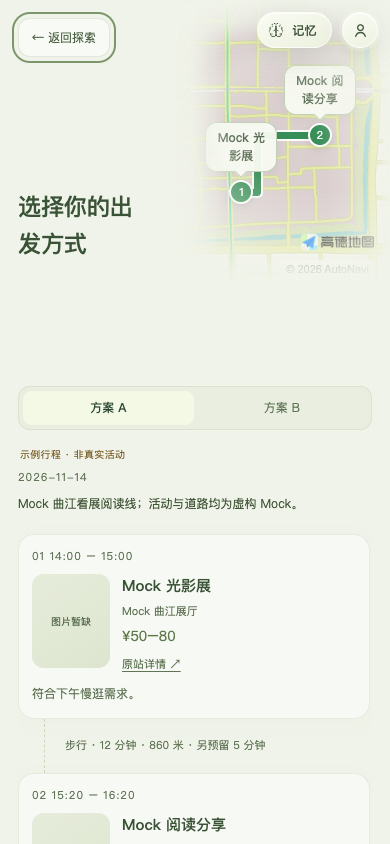 ← 返回探索
记忆
Mock 阅
读分享
2
Mock 光
影展
1
高德地图
© 2026 AutoNavi
选择你的出
发方式
方案 A
方案 B
示例行程 · 非真实活动
2026-11-14
Mock 曲江看展阅读线；活动与道路均为虚构 Mock。
01 14:00 — 15:00
图片暂缺
Mock 光影展
Mock 曲江展厅
¥50—80
原站详情 ↗
符合下午慢逛需求。
步行 · 12 分钟 · 860 米 · 另预留 5 分钟
02 15:20 — 16:20
Mock 阅读分享